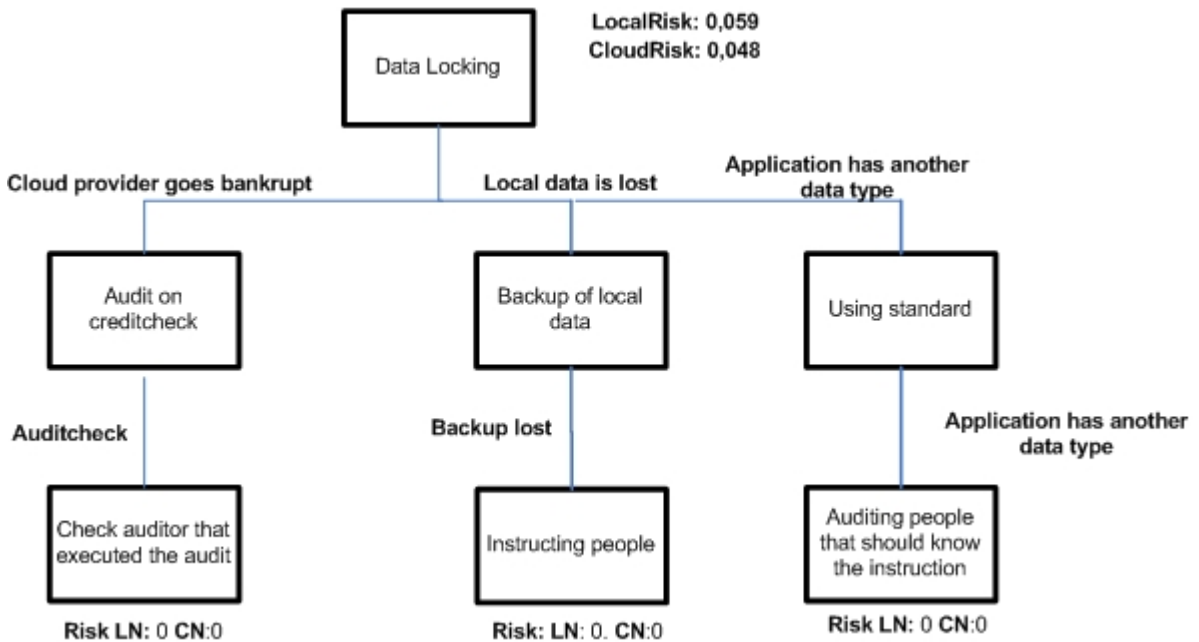 LocalRisk: 0,059
CloudRisk: 0,048
Data Locking
Cloud provider goes bankrupt
Local data is lost
Application has another
data type
Audit on
creditcheck
Backup of local
data
Using standard
Auditcheck
Backup lost
Application has another
data type
Check auditor that
executed the audit
Instructing people
Auditing people
that should know
the instruction
Risk LN: 0 CN:0
Risk: LN: 0. CN:0
Risk LN: 0 CN:0